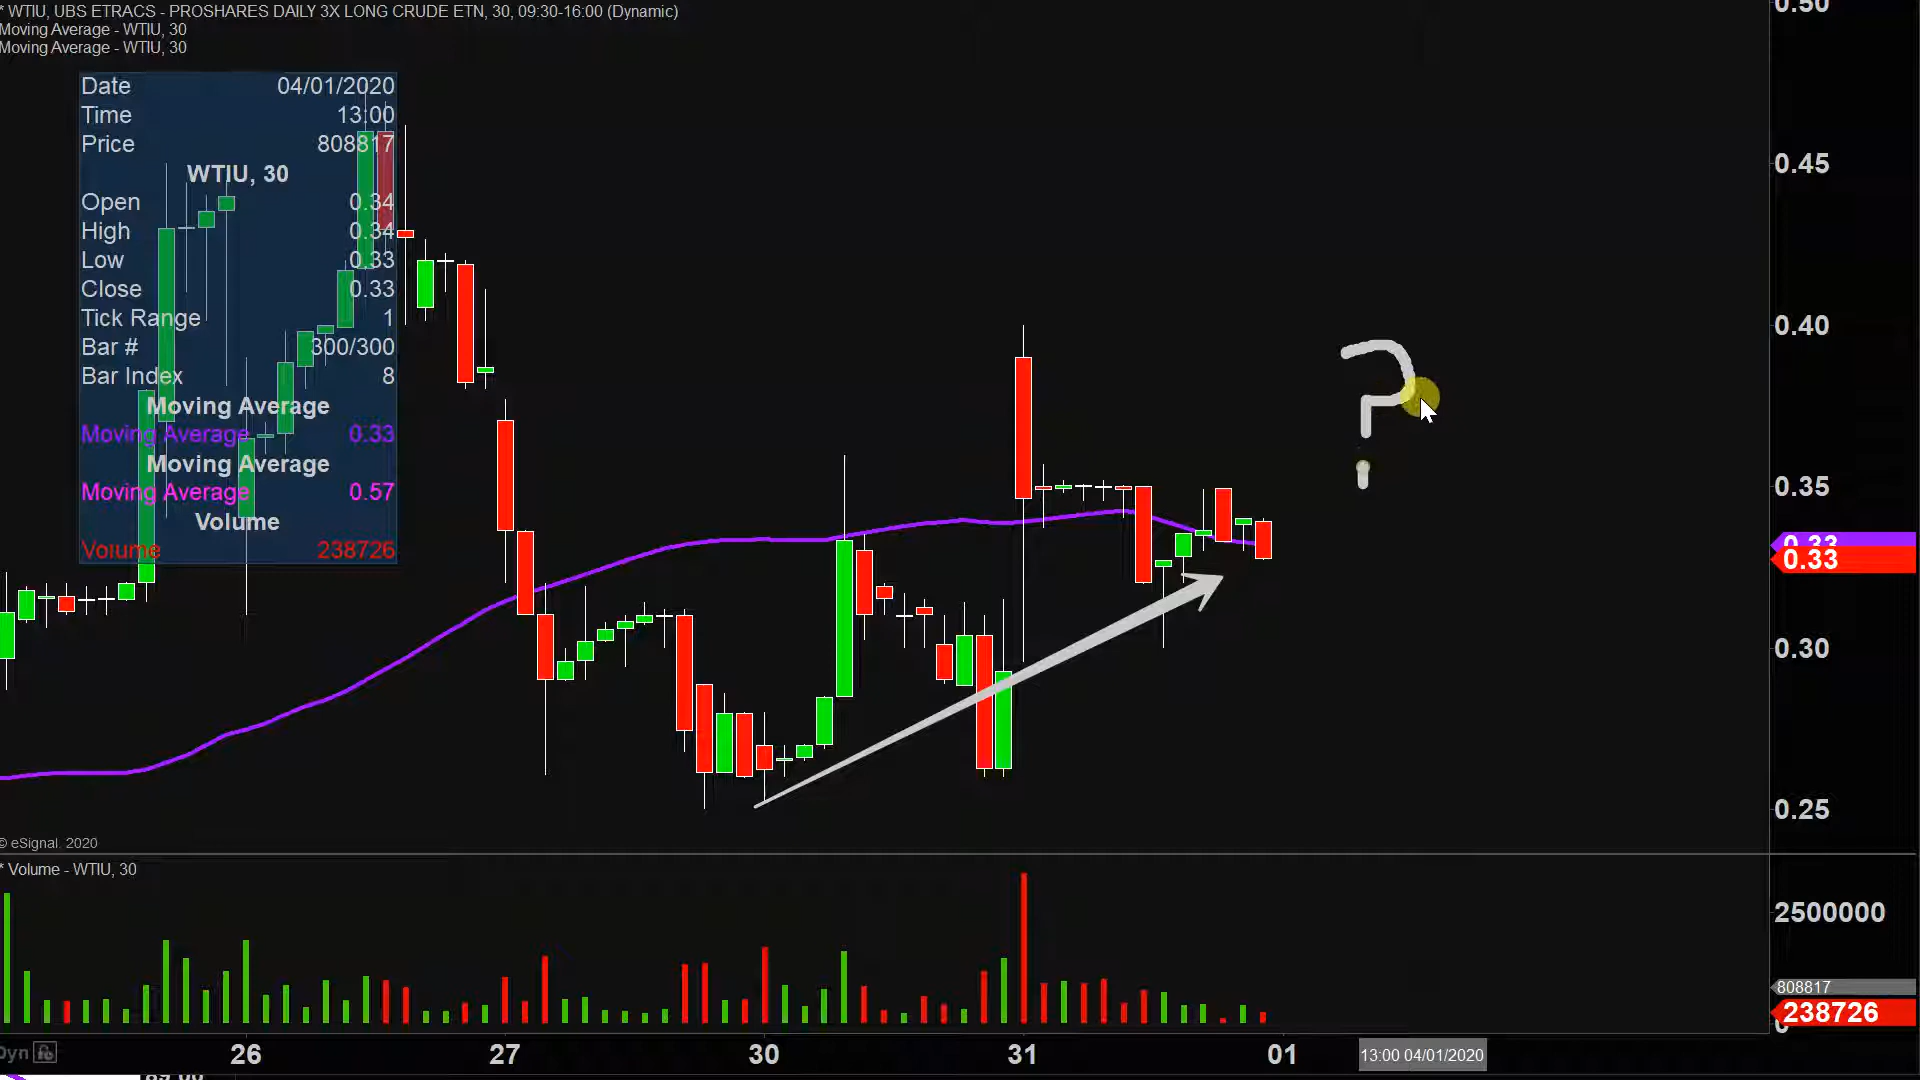 * WTIU, UBS ETRACS - PROSHARES DAILY 3X LONG CRUDE ETN, 30, 09:30-16:00 (Dynamic)
Moving Average - WTIU, 30
Moving Average - WTIU, 30
Date 04/01/2020
Time 13:00
Price 808817
WTIU, 30
Open 0.34
High 0.34
Low 0.33
Close 0.33
Tick Range 1
Bar # 300/300
Bar Index 8
Moving Average
Moving Average 0.33
Moving Average
Moving Average 0.57
Volume
Volume 238726
0.50
0.45
0.40
?
0.35
0.33
0.33
0.30
0.25
© eSignal. 2020
* Volume - WTIU, 30
2500000
808817
238726
0
Dyn
26 27 30 31 01 13:00 04/01/2020
89.00